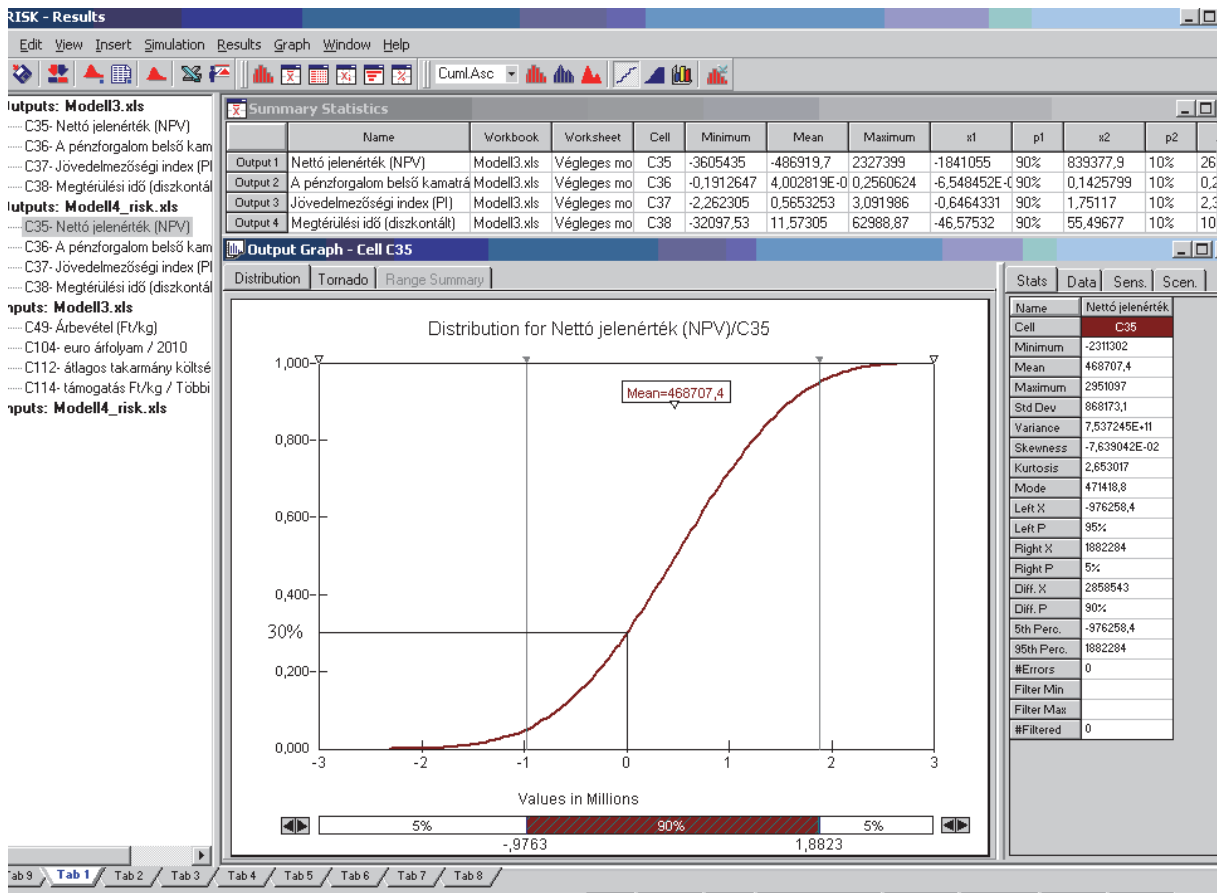 RISK - Results
Edit View Insert Simulation Results Graph Window Help
Cuml.Asc
Outputs: Modell3.xls
C35- Nettó jelenérték (NPV)
C36- A pénzforgalom belső kam
C37- Jövedelmezőségi index (PI
C38- Megtérülési idő (diszkontál
Outputs: Modell4_risk.xls
C35- Nettó jelenérték (NPV)
C36- A pénzforgalom belső kam
C37- Jövedelmezőségi index (PI
C38- Megtérülési idő (diszkontál
nputs: Modell3.xls
C49- Árbevétel (Ft/kg)
C104- euro árfolyam / 2010
C112- átlagos takarmány költsé
C114- támogatás Ft/kg / Többi
nputs: Modell4_risk.xls
Summary Statistics
Name Workbook Worksheet Cell Minimum Mean Maximum x1 p1 x2 p2
Output 1 Nettó jelenérték (NPV) Modell3.xls Végleges mo C35 -3605435 -486919,7 2327399 -1841055 90% 839377,9 10% 26
Output 2 A pénzforgalom belső kamatrá Modell3.xls Végleges mo C36 -0,1912647 4,002819E-0 0,2560624 -6,548452E-0 90% 0,1425799 10% 0,2
Output 3 Jövedelmezőségi index (PI) Modell3.xls Végleges mo C37 -2,262305 0,5653253 3,091986 -0,6464331 90% 1,75117 10% 2,3
Output 4 Megtérülési idő (diszkontált) Modell3.xls Végleges mo C38 -32097,53 11,57305 62988,87 -46,57532 90% 55,49677 10% 10
Output Graph - Cell C35
Distribution Tornado Range Summary
Distribution for Nettó jelenérték (NPV)/C35
Mean=468707,4
1,000
0,800
0,600
0,400
30%
0,200
0,000
-3 -2 -1 0 1 2 3
Values in Millions
5% 90% 5%
-,9763 1,8823
Stats Data Sens. Scen.
Name Nettó jelenérték
Cell C35
Minimum -2311302
Mean 468707,4
Maximum 2951097
Std Dev 868173,1
Variance 7,537245E+11
Skewness -7,639042E-02
Kurtosis 2,653017
Mode 471418,8
Left X -976258,4
Left P 95%
Right X 1882284
Right P 5%
Diff. X 2858543
Diff. P 90%
5th Perc. -976258,4
95th Perc. 1882284
#Errors 0
Filter Min
Filter Max
#Filtered 0
Tab 9 Tab 1 Tab 2 Tab 3 Tab 4 Tab 5 Tab 6 Tab 7 Tab 8